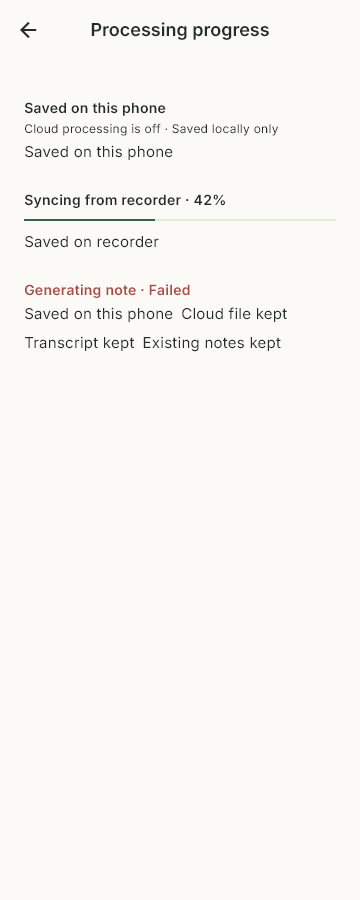 Processing progress
Saved on this phone
Cloud processing is off · Saved locally only
Saved on this phone
Syncing from recorder · 42%
Saved on recorder
Generating note · Failed
Saved on this phone  Cloud file kept
Transcript kept  Existing notes kept